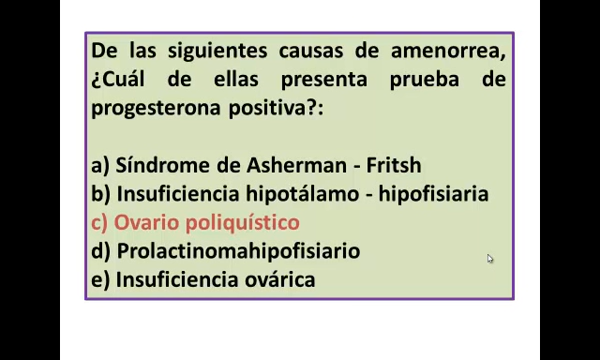 De las siguientes causas de amenorrea,
¿Cuál de ellas presenta prueba de
progesterona positiva?:
a) Síndrome de Asherman - Fritsh
b) Insuficiencia hipotálamo - hipofisiaria
c) Ovario poliquístico
d) Prolactinomahipofisiario
e) Insuficiencia ovárica